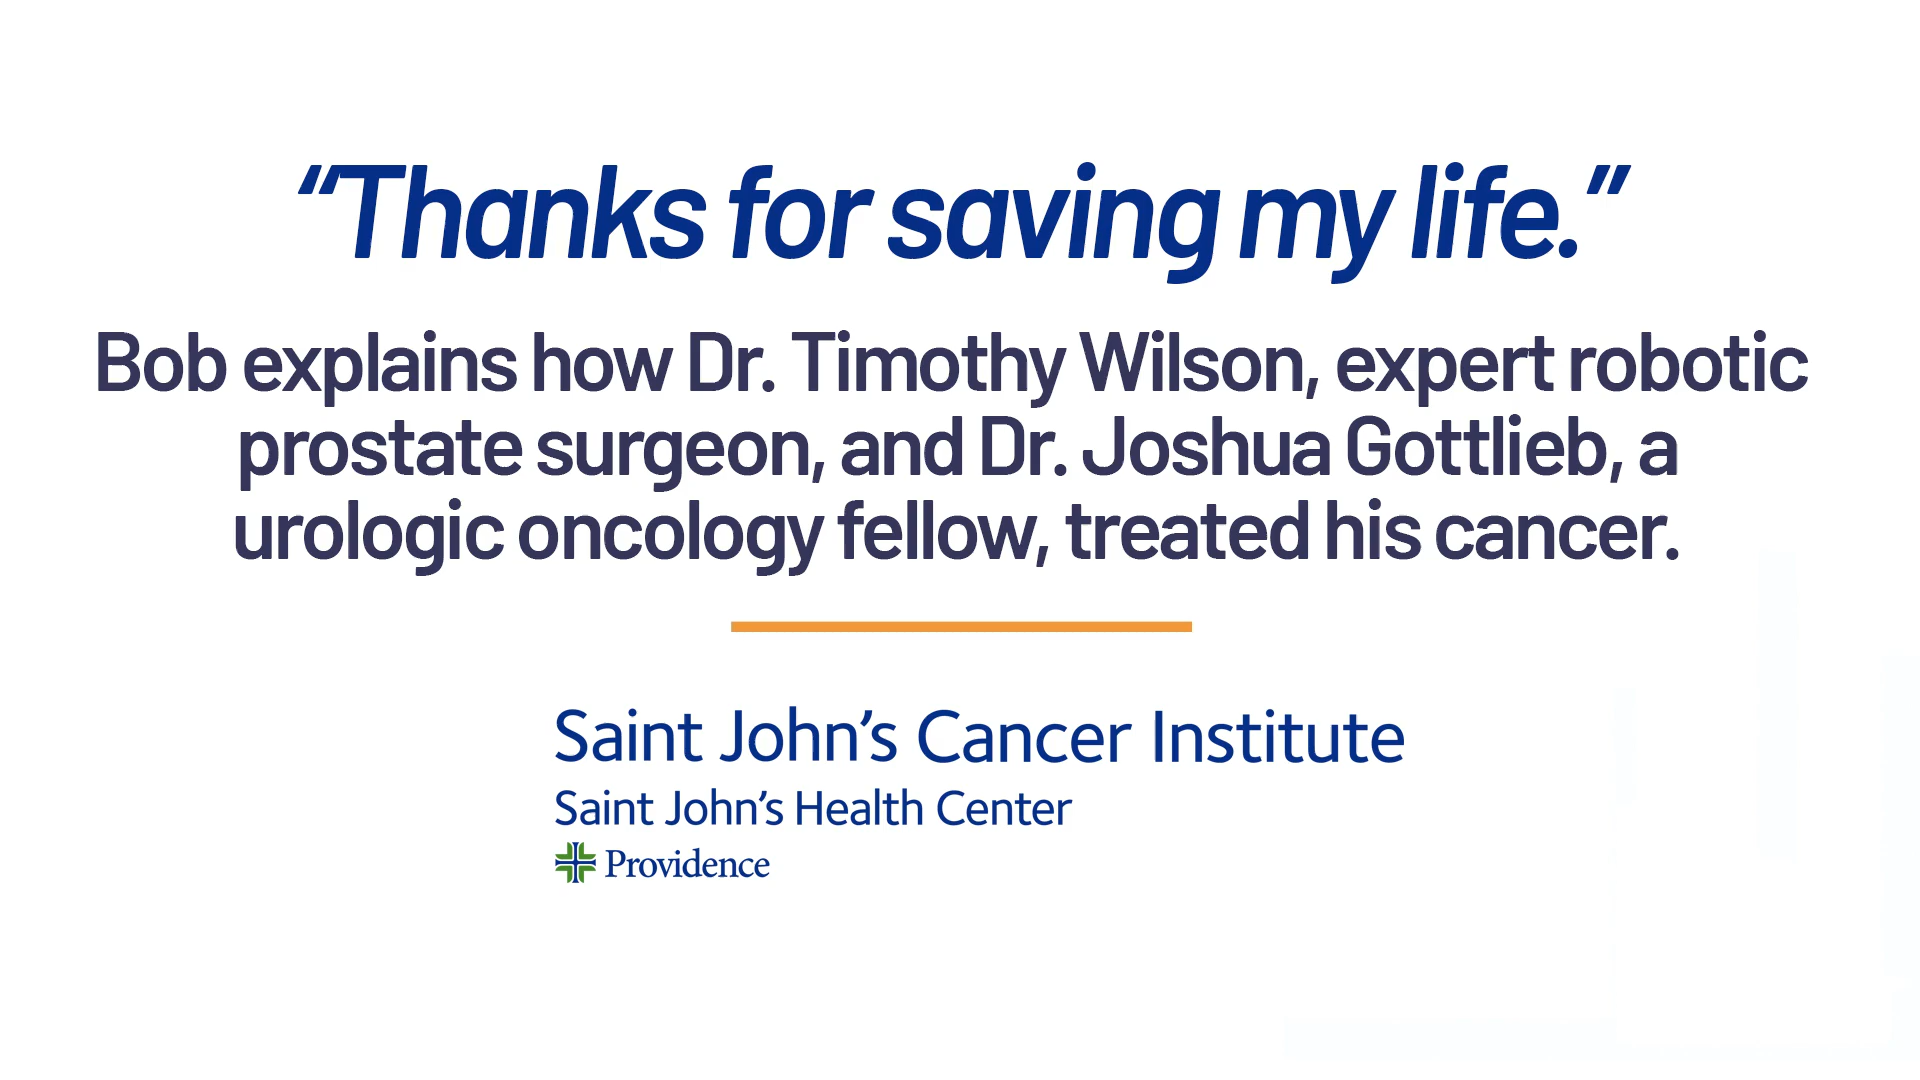 “Thanks for saving my life.”
Bob explains how Dr. Timothy Wilson, expert robotic
prostate surgeon, and Dr. Joshua Gottlieb, a
urologic oncology fellow, treated his cancer.
Saint John’s Cancer Institute
Saint John’s Health Center
Providence